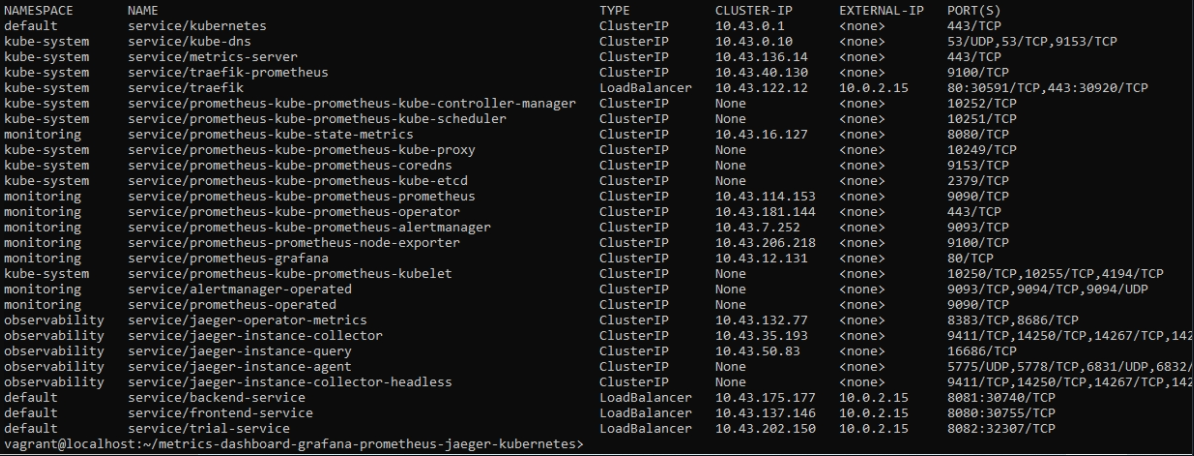 NAMESPACE NAME TYPE CLUSTER-IP EXTERNAL-IP PORT(S)
default service/kubernetes ClusterIP 10.43.0.1 <none> 443/TCP
kube-system service/kube-dns ClusterIP 10.43.0.10 <none> 53/UDP,53/TCP,9153/TCP
kube-system service/metrics-server ClusterIP 10.43.136.14 <none> 443/TCP
kube-system service/traefik-prometheus ClusterIP 10.43.40.130 <none> 9100/TCP
kube-system service/traefik LoadBalancer 10.43.122.12 10.0.2.15 80:30591/TCP,443:30920/TCP
kube-system service/prometheus-kube-prometheus-kube-controller-manager ClusterIP None <none> 10252/TCP
kube-system service/prometheus-kube-prometheus-kube-scheduler ClusterIP None <none> 10251/TCP
monitoring service/prometheus-kube-state-metrics ClusterIP 10.43.16.127 <none> 8080/TCP
kube-system service/prometheus-kube-prometheus-kube-proxy ClusterIP None <none> 10249/TCP
kube-system service/prometheus-kube-prometheus-coredns ClusterIP None <none> 9153/TCP
kube-system service/prometheus-kube-prometheus-kube-etcd ClusterIP None <none> 2379/TCP
monitoring service/prometheus-kube-prometheus-prometheus ClusterIP 10.43.114.153 <none> 9090/TCP
monitoring service/prometheus-kube-prometheus-operator ClusterIP 10.43.181.144 <none> 443/TCP
monitoring service/prometheus-kube-prometheus-alertmanager ClusterIP 10.43.7.252 <none> 9093/TCP
monitoring service/prometheus-prometheus-node-exporter ClusterIP 10.43.206.218 <none> 9100/TCP
monitoring service/prometheus-grafana ClusterIP 10.43.12.131 <none> 80/TCP
kube-system service/prometheus-kube-prometheus-kubelet ClusterIP None <none> 10250/TCP,10255/TCP,4194/TCP
monitoring service/alertmanager-operated ClusterIP None <none> 9093/TCP,9094/TCP,9094/UDP
monitoring service/prometheus-operated ClusterIP None <none> 9090/TCP
observability service/jaeger-operator-metrics ClusterIP 10.43.132.77 <none> 8383/TCP,8686/TCP
observability service/jaeger-instance-collector ClusterIP 10.43.35.193 <none> 9411/TCP,14250/TCP,14267/TCP,142
observability service/jaeger-instance-query ClusterIP 10.43.50.83 <none> 16686/TCP
observability service/jaeger-instance-agent ClusterIP None <none> 5775/UDP,5778/TCP,6831/UDP,6832/
observability service/jaeger-instance-collector-headless ClusterIP None <none> 9411/TCP,14250/TCP,14267/TCP,142
default service/backend-service LoadBalancer 10.43.175.177 10.0.2.15 8081:30740/TCP
default service/frontend-service LoadBalancer 10.43.137.146 10.0.2.15 8080:30755/TCP
default service/trial-service LoadBalancer 10.43.202.150 10.0.2.15 8082:32307/TCP
vagrant@localhost:~/metrics-dashboard-grafana-prometheus-jaeger-kubernetes>